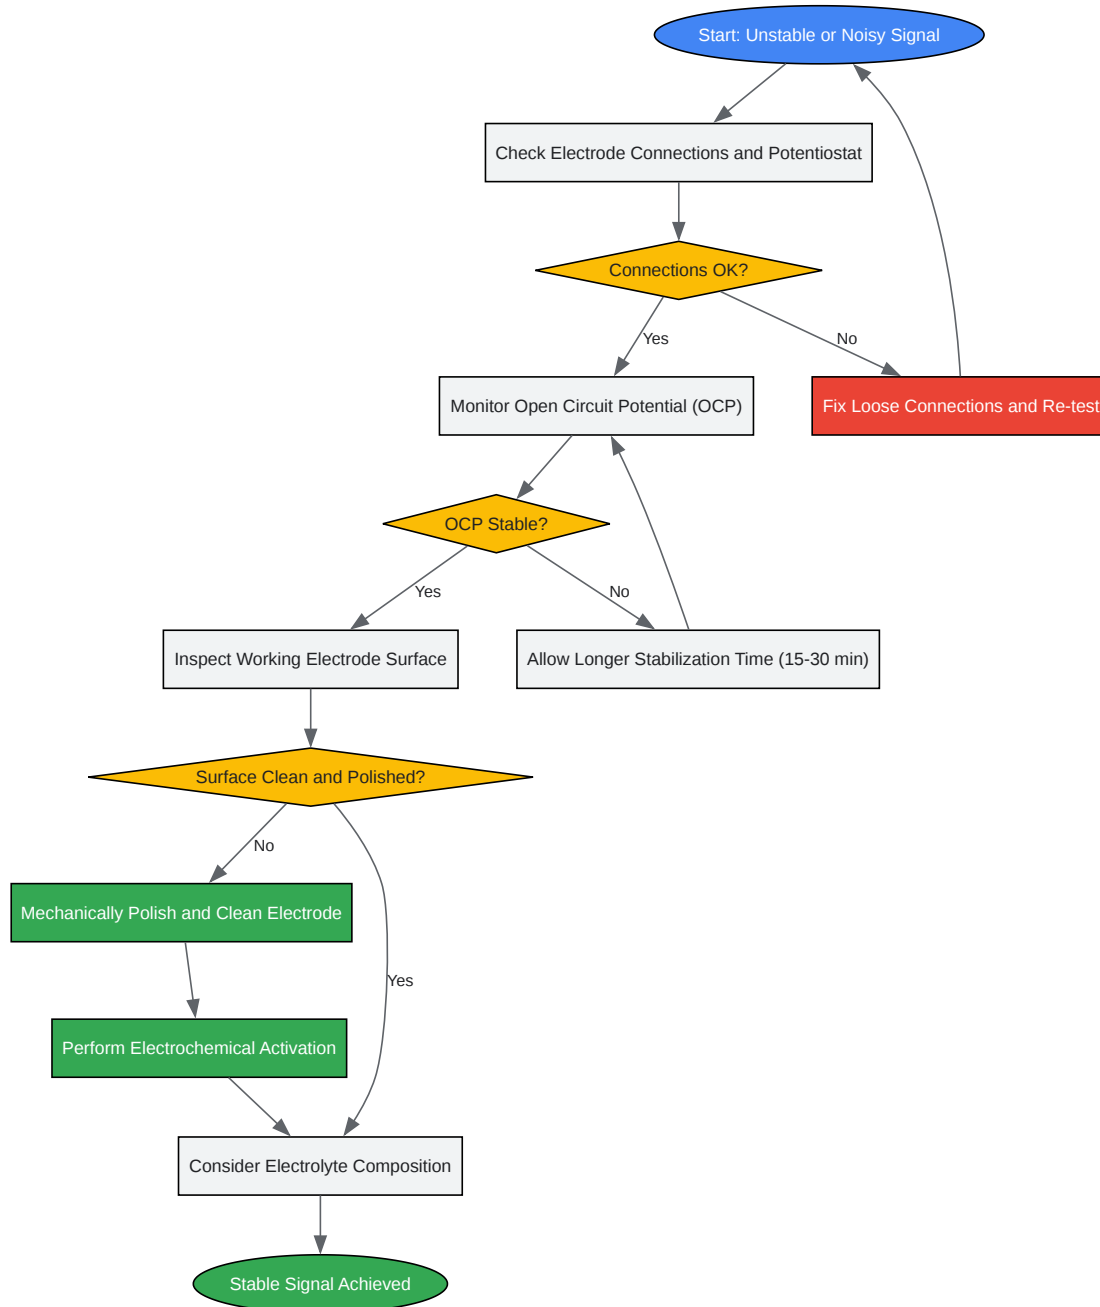 Start: Unstable or Noisy Signal
Check Electrode Connections and Potentiostat
Connections OK?
Yes
No
Monitor Open Circuit Potential (OCP)
Fix Loose Connections and Re-test
OCP Stable?
Yes
No
Inspect Working Electrode Surface
Allow Longer Stabilization Time (15-30 min)
Surface Clean and Polished?
No
Mechanically Polish and Clean Electrode
Yes
Perform Electrochemical Activation
Consider Electrolyte Composition
Stable Signal Achieved